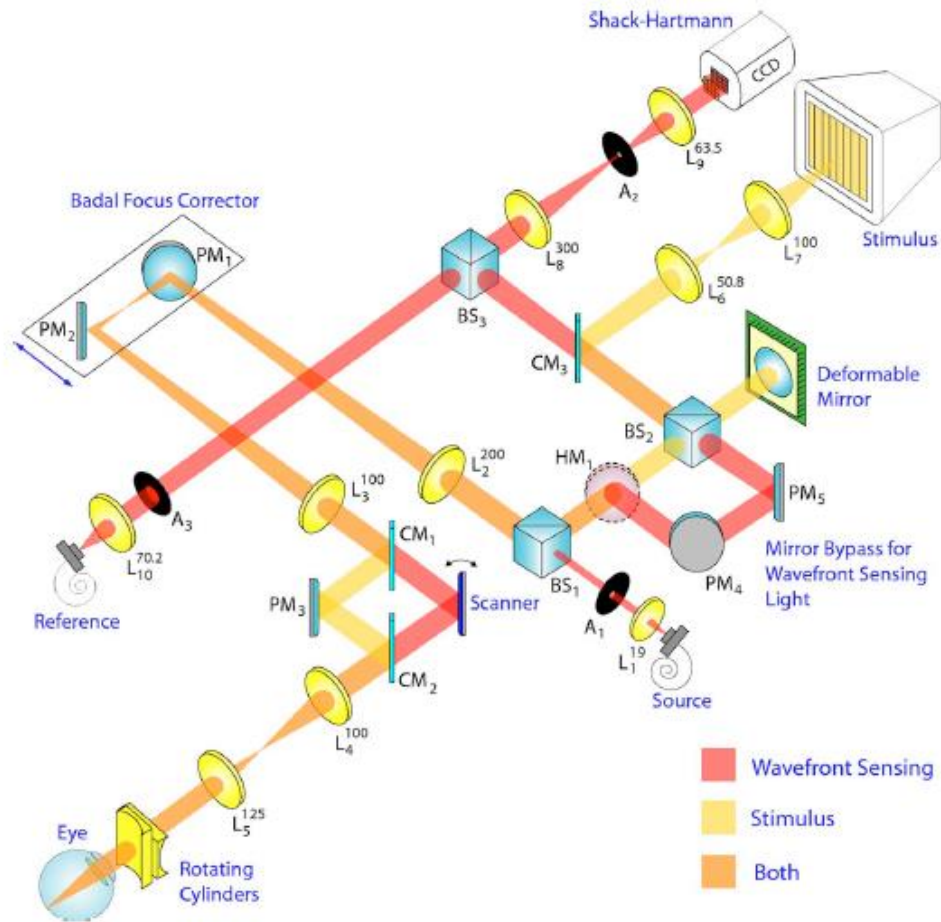 Shack-Hartmann
CCD
L9 63.5
A2
Stimulus
L7 100
L6 50.8
L8 300
BS3
CM3
Badal Focus Corrector
PM1
PM2
Deformable
Mirror
BS2
HM1
PM5
L2 200
L3 100
A3
L10 70.2
Reference
CM1
PM3
Scanner
CM2
BS1
PM4
Mirror Bypass for
Wavefront Sensing
Light
A1
L1 19
Source
L4 100
L5 125
Eye
Rotating
Cylinders
Wavefront Sensing
Stimulus
Both